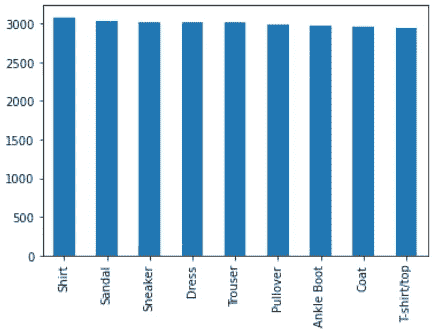 3000
2500
2000
1500
1000
500
0
Shirt
Sandal
Sneaker
Dress
Trouser
Pullover
Ankle Boot
Coat
T-shirt/top